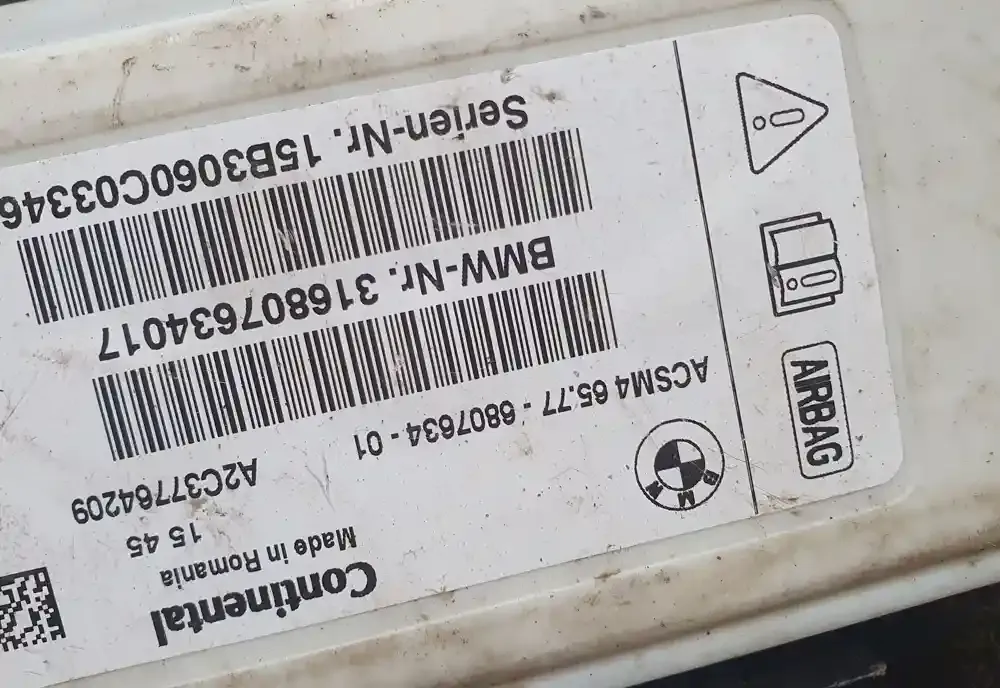 Continental
Made in Romania
15 45
A2C37764209
BMW
ACSM4 65.77 - 6807634 - 01
BMW-Nr. 316807634017
Serien-Nr. 15B3060C03346
AIRBAG